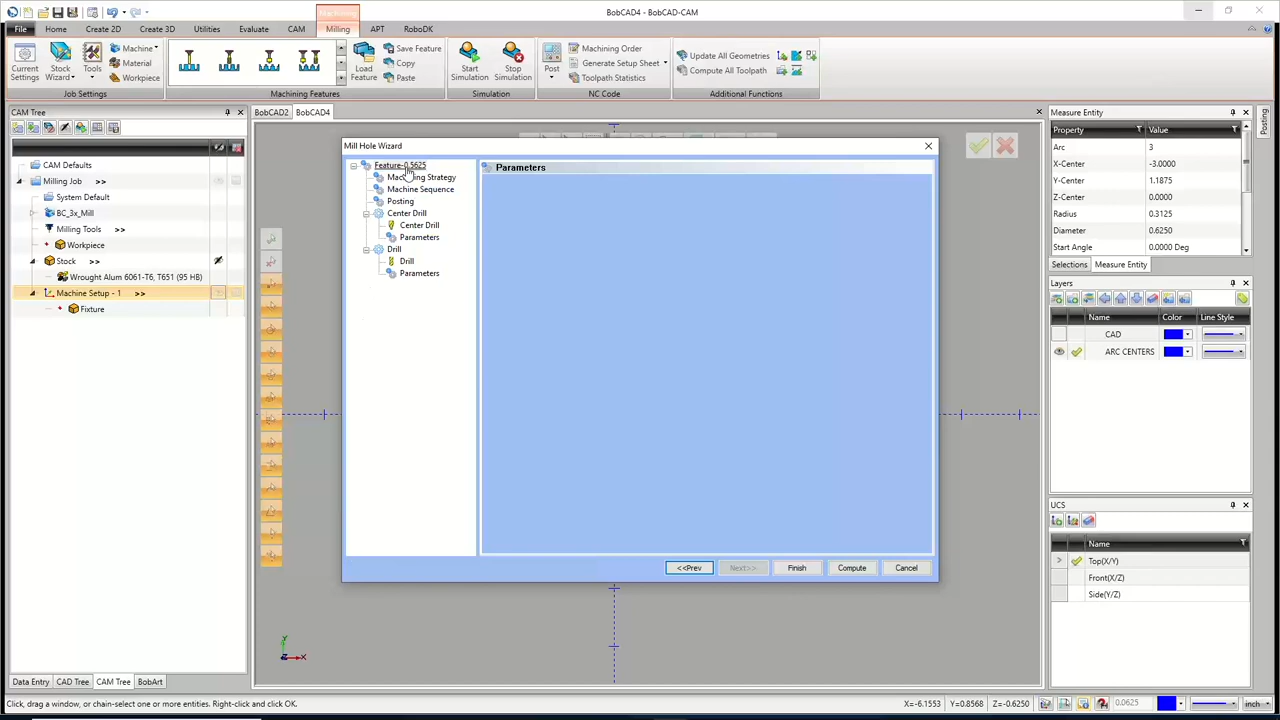 BobCAD4 - BobCAD-CAM
File
Home
Create 2D
Create 3D
Utilities
Evaluate
CAM
Milling
APT
RoboDK
Current
Settings
Stock
Wizard
Tools
Machine
Material
Workpiece
Job Settings
Machining Features
Load
Feature
Save Feature
Copy
Paste
Start
Simulation
Stop
Simulation
Simulation
Post
Machining Order
Generate Setup Sheet
Toolpath Statistics
NC Code
Update All Geometries
Compute All Toolpath
Additional Functions
CAM Tree
CAM Defaults
Milling Job >>
System Default
BC_3x_Mill
Milling Tools >>
Workpiece
Stock >>
Wrought Alum 6061-T6, T651 (95 HB)
Machine Setup - 1 >>
Fixture
Data Entry
CAD Tree
CAM Tree
BobArt
BobCAD2
BobCAD4
Mill Hole Wizard
Feature-0.5625
Machine Sequence
Posting
Center Drill
Center Drill
Parameters
Drill
Drill
Parameters
Parameters
<<Prev
Next>>
Finish
Compute
Cancel
Y
X
Measure Entity
Property Value
Arc 3
X-Center -3.0000
Y-Center 1.1875
Z-Center 0.0000
Radius 0.3125
Diameter 0.6250
Start Angle 0.0000 Deg
Selections
Measure Entity
Posting
Layers
Name Color Line Style
CAD
ARC CENTERS
UCS
Name
Top(X/Y)
Front(X/Z)
Side(Y/Z)
Click, drag a window, or chain-select one or more entities. Right-click and click OK.
X=-6.1553
Y=0.8568
Z=-0.6250
0.0625
inch